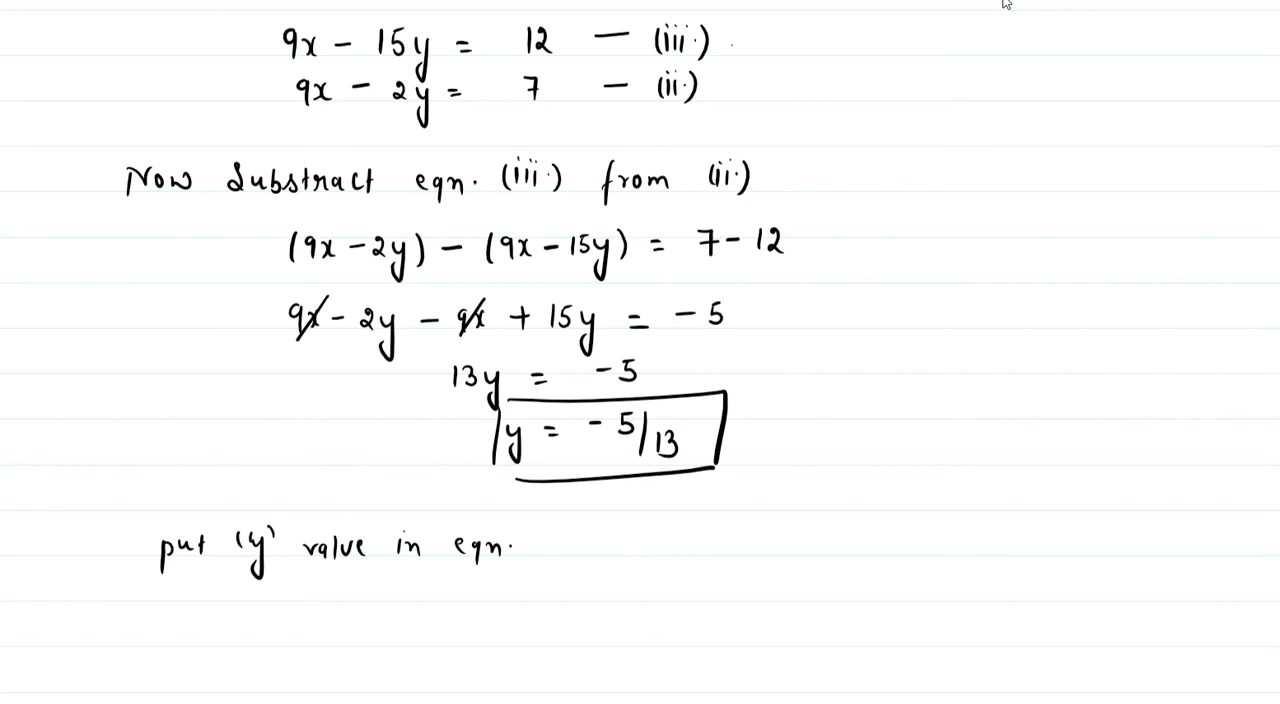 9x - 15y = 12 — (iii.)
9x - 2y = 7 — (ii.)
Now Substract eqn. (iii.) from (ii.)
(9x - 2y) - (9x - 15y) = 7 - 12
9x - 2y - 9x + 15y = - 5
13y = - 5
y = - 5/13
put 'y' value in eqn.